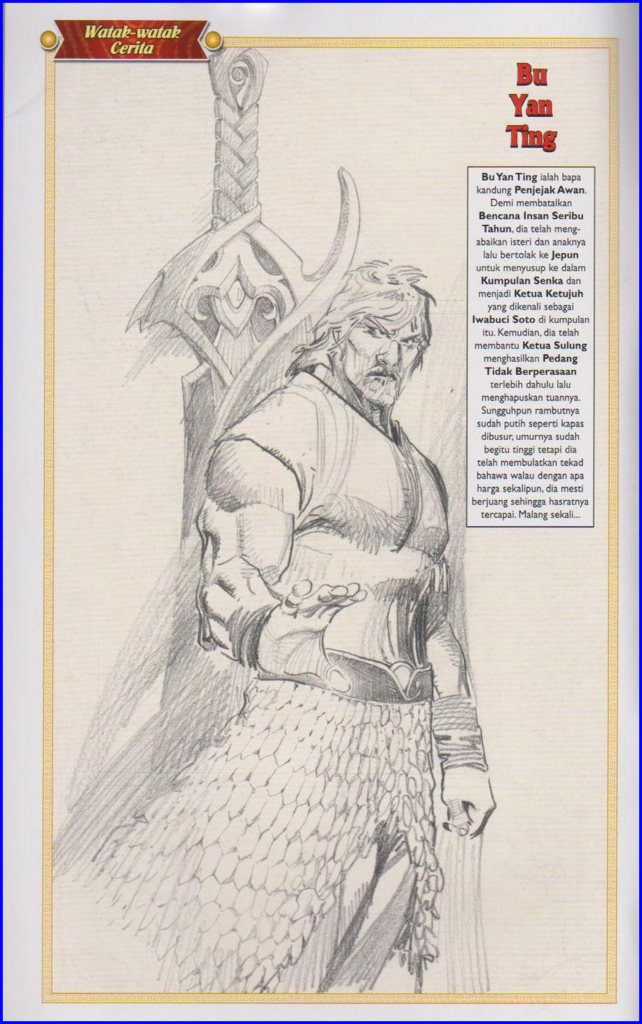 Watak-watak
Cerita
Bu
Yan
Ting
Bu Yan Ting ialah bapa
kandung Penjejak Awan.
Demi membatalkan
Bencana Insan Seribu
Tahun, dia telah meng-
abaikan isteri dan anaknya
lalu bertolak ke Jepun
untuk menyusup ke dalam
Kumpulan Senka dan
menjadi Ketua Ketujuh
yang dikenali sebagai
Iwabuci Soto di kumpulan
itu. Kemudian, dia telah
membantu Ketua Sulung
menghasilkan Pedang
Tidak Berperasaan
terlebih dahulu lalu
menghapuskan tuannya.
Sungguhpun rambutnya
sudah putih seperti kapas
dibusur, umurnya sudah
begitu tinggi tetapi dia
telah membulatkan tekad
bahawa walau dengan apa
harga sekalipun, dia mesti
berjuang sehingga hasratnya
tercapai. Malang sekali...